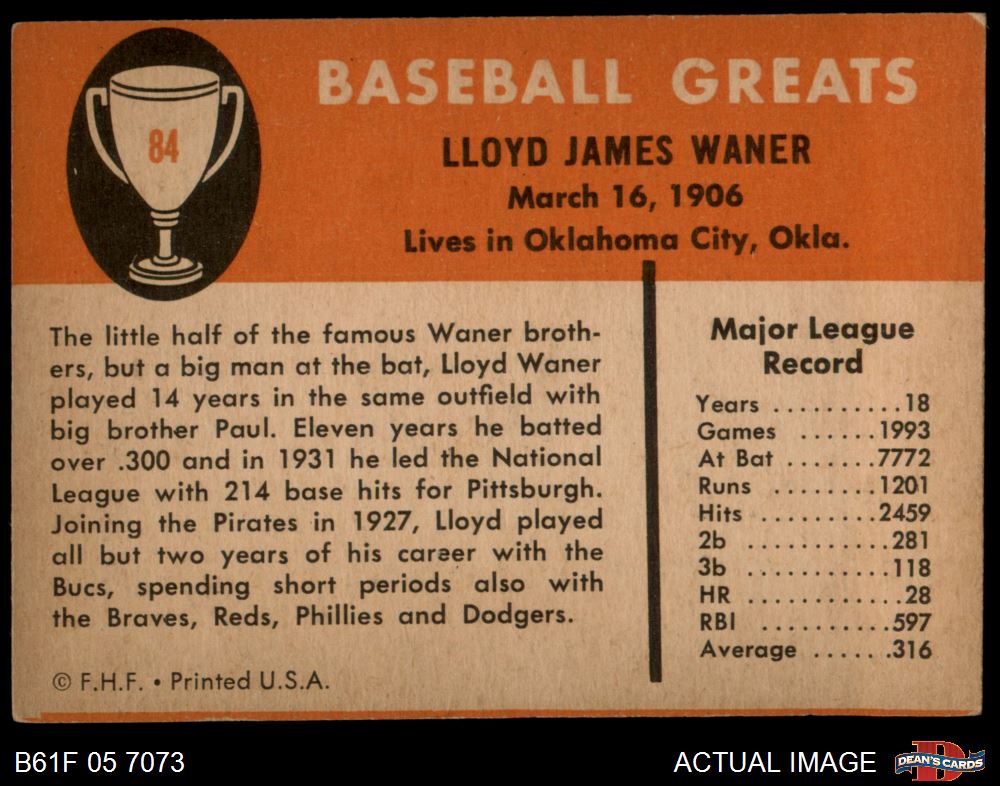 84
BASEBALL GREATS
LLOYD JAMES WANER
March 16, 1906
Lives in Oklahoma City, Okla.
The little half of the famous Waner broth-
ers, but a big man at the bat, Lloyd Waner
played 14 years in the same outfield with
big brother Paul. Eleven years he batted
over .300 and in 1931 he led the National
League with 214 base hits for Pittsburgh.
Joining the Pirates in 1927, Lloyd played
all but two years of his career with the
Bucs, spending short periods also with
the Braves, Reds, Phillies and Dodgers.
© F.H.F. • Printed U.S.A.
Major League
Record
Years ..........18
Games ......1993
At Bat .......7772
Runs ........1201
Hits ..........2459
2b ...........281
3b ...........118
HR ............28
RBI ..........597
Average ......316
B61F 05 7073
ACTUAL IMAGE
D
DEAN'S CARDS